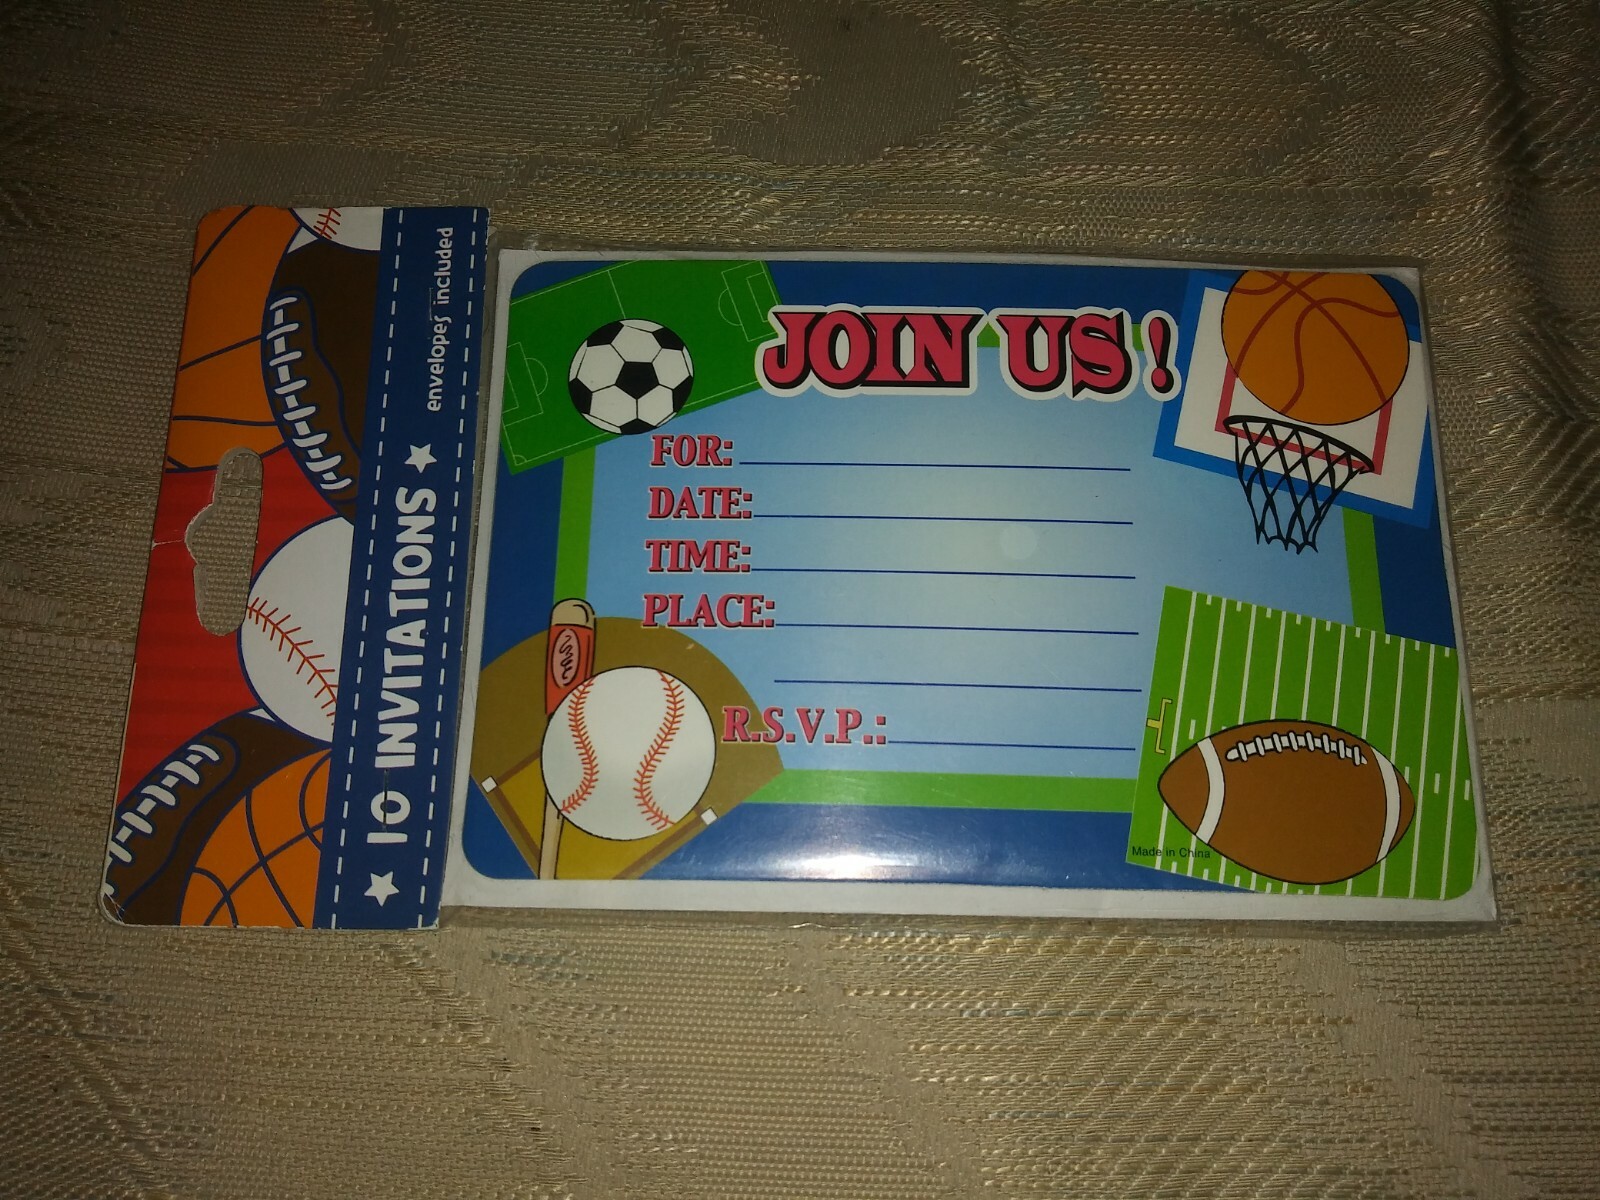 ★ 10 INVITATIONS ★
envelopes included
JOIN US!
FOR:
DATE:
TIME:
PLACE:
R.S.V.P.:
Made in China